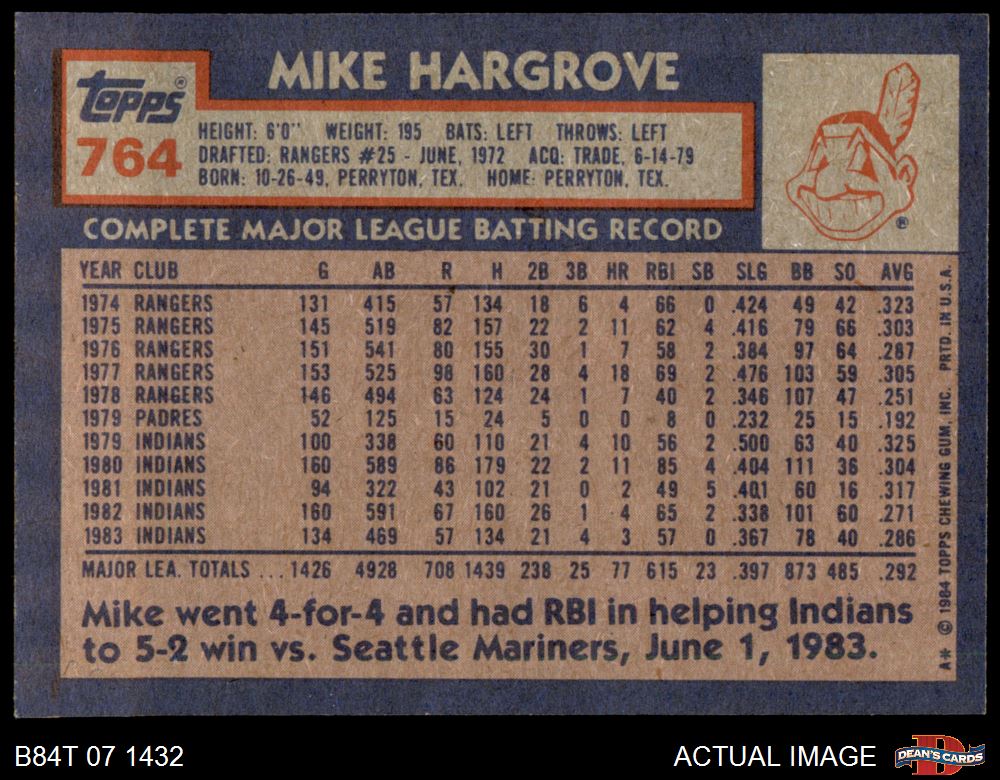 MIKE HARGROVE
Topps®
764
HEIGHT: 6'0" WEIGHT: 195 BATS: LEFT THROWS: LEFT
DRAFTED: RANGERS #25 - JUNE, 1972 ACQ: TRADE, 6-14-79
BORN: 10-26-49, PERRYTON, TEX. HOME: PERRYTON, TEX.
®
COMPLETE MAJOR LEAGUE BATTING RECORD
YEAR CLUB G AB R H 2B 3B HR RBI SB SLG BB SO AVG
1974 RANGERS 131 415 57 134 18 6 4 66 0 .424 49 42 .323
1975 RANGERS 145 519 82 157 22 2 11 62 4 .416 79 66 .303
1976 RANGERS 151 541 80 155 30 1 7 58 2 .384 97 64 .287
1977 RANGERS 153 525 98 160 28 4 18 69 2 .476 103 59 .305
1978 RANGERS 146 494 63 124 24 1 7 40 2 .346 107 47 .251
1979 PADRES 52 125 15 24 5 0 0 8 0 .232 25 15 .192
1979 INDIANS 100 338 60 110 21 4 10 56 2 .500 63 40 .325
1980 INDIANS 160 589 86 179 22 2 11 85 4 .404 111 36 .304
1981 INDIANS 94 322 43 102 21 0 2 49 5 .401 60 16 .317
1982 INDIANS 160 591 67 160 26 1 4 65 2 .338 101 60 .271
1983 INDIANS 134 469 57 134 21 4 3 57 0 .367 78 40 .286
MAJOR LEA. TOTALS ... 1426 4928 708 1439 238 25 77 615 23 .397 873 485 .292
Mike went 4-for-4 and had RBI in helping Indians
to 5-2 win vs. Seattle Mariners, June 1, 1983.
A* © 1984 TOPPS CHEWING GUM, INC. PRTD. IN U.S.A.
B84T 07 1432
ACTUAL IMAGE
D
DEAN'S CARDS